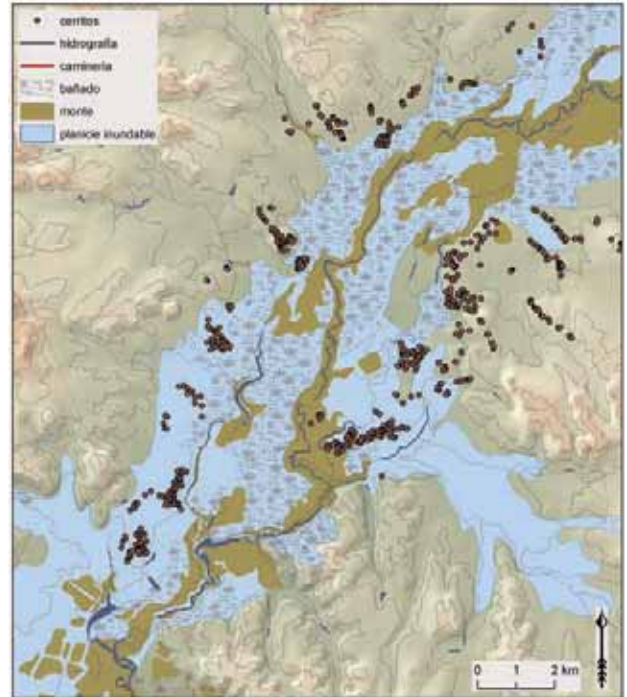 cerritos
hidrografía
caminería
bañado
monte
planicie inundable
0 1 2 km